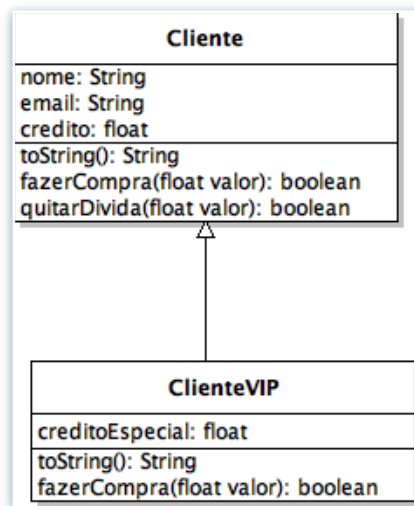 Cliente
nome: String
email: String
credito: float
toString(): String
fazerCompra(float valor): boolean
quitarDivida(float valor): boolean
ClienteVIP
creditoEspecial: float
toString(): String
fazerCompra(float valor): boolean